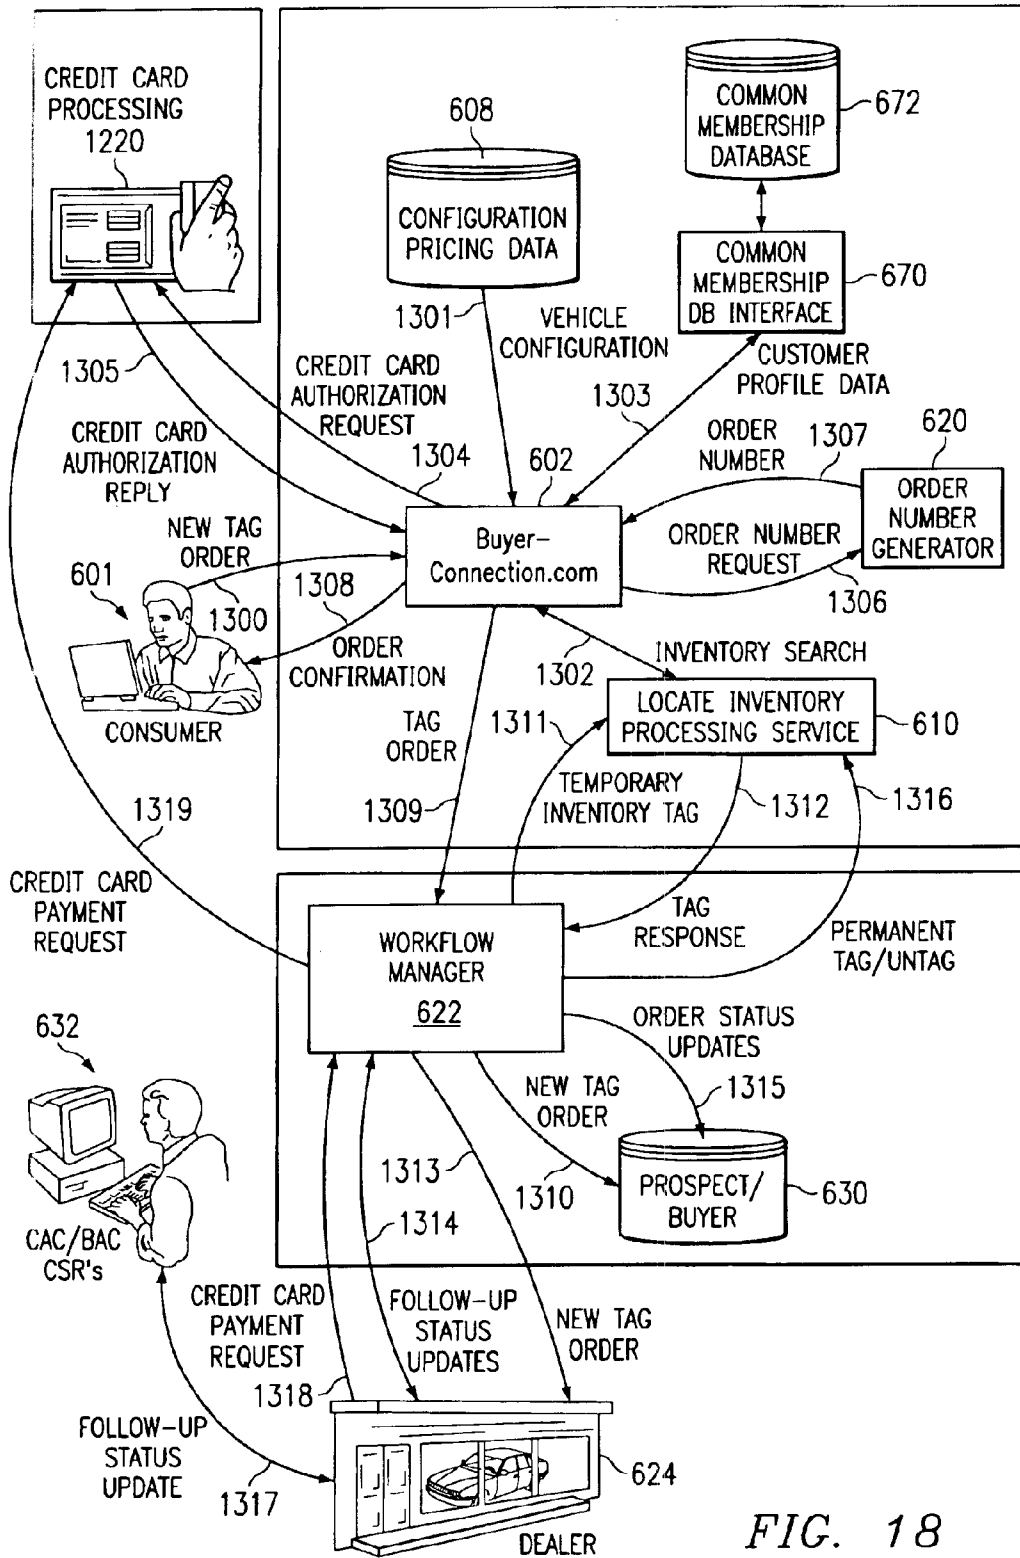 CREDIT CARD
PROCESSING
1220
608
COMMON
MEMBERSHIP
DATABASE
672
CONFIGURATION
PRICING DATA
COMMON
MEMBERSHIP
DB INTERFACE
670
1301
VEHICLE
CONFIGURATION
CUSTOMER
PROFILE DATA
1305
CREDIT CARD
AUTHORIZATION
REQUEST
1303
CREDIT CARD
AUTHORIZATION
REPLY
1304
602
ORDER
NUMBER
1307
620
ORDER
NUMBER
GENERATOR
Buyer-
Connection.com
ORDER NUMBER
REQUEST
1306
NEW TAG
ORDER
601
1300
1308
ORDER
CONFIRMATION
CONSUMER
1302
INVENTORY SEARCH
LOCATE INVENTORY
PROCESSING SERVICE
610
TAG
ORDER
1311
1309
TEMPORARY
INVENTORY TAG
1312
1316
1319
CREDIT CARD
PAYMENT
REQUEST
WORKFLOW
MANAGER
622
TAG
RESPONSE
PERMANENT
TAG/UNTAG
632
ORDER STATUS
UPDATES
NEW TAG
ORDER
1315
1313
1310
PROSPECT/
BUYER
630
1314
CAC/BAC
CSR's
CREDIT CARD
PAYMENT
REQUEST
FOLLOW-UP
STATUS
UPDATES
NEW TAG
ORDER
1318
FOLLOW-UP
STATUS
UPDATE
1317
624
DEALER
FIG. 18